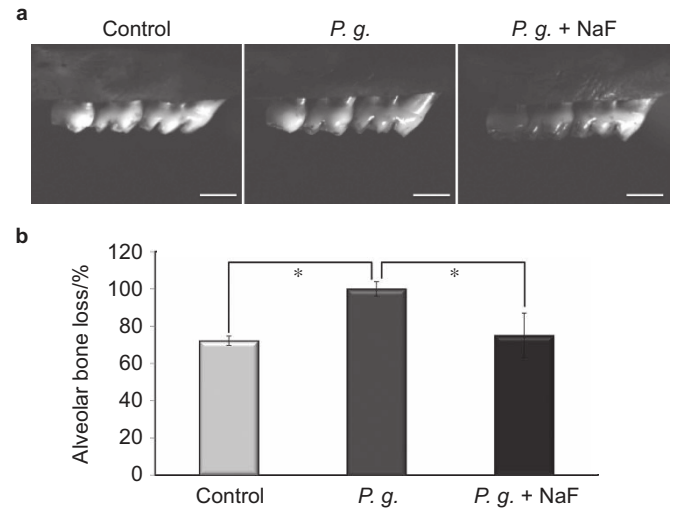 a
Control P. g. P. g. + NaF
b
Alveolar bone loss/%
120
100
80
60
40
20
0
* *
Control P. g. P. g. + NaF